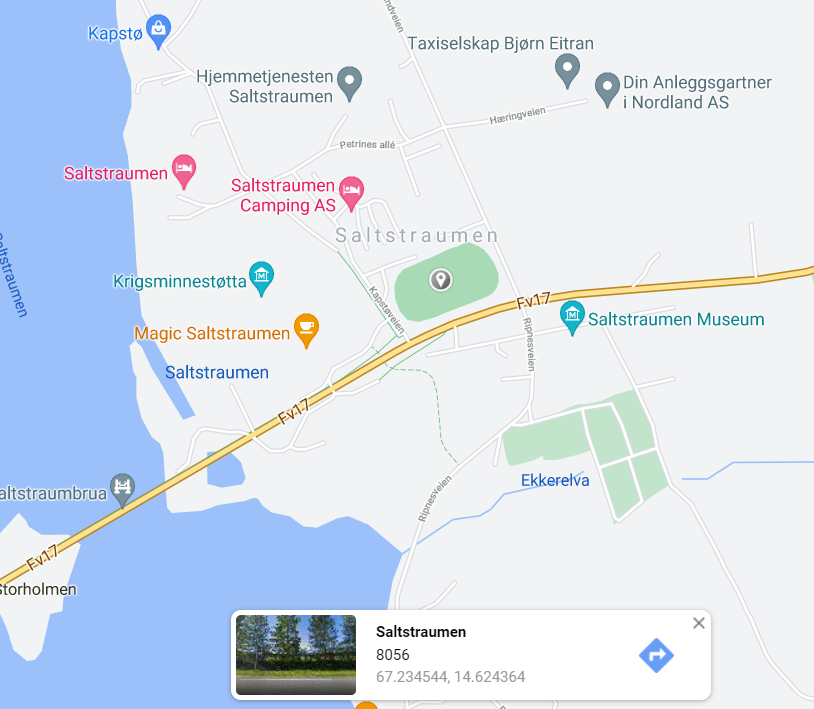 Kapstø
Taxiselskap Bjørn Eitran
Hjemmetjenesten
Saltstraumen
Din Anleggsgartner
i Nordland AS
Hæringveien
Petrines allé
Saltstraumen
Saltstraumen
Camping AS
Saltstraumen
Saltstraumen
Krigsminnestøtta
Kapstøveien
Fv17
Ripnesveien
Saltstraumen Museum
Magic Saltstraumen
Saltstraumen
Fv17
Ekkerelva
altstraumbrua
Ripnesveien
Fv17
Storholmen
Saltstraumen
8056
67.234544, 14.624364